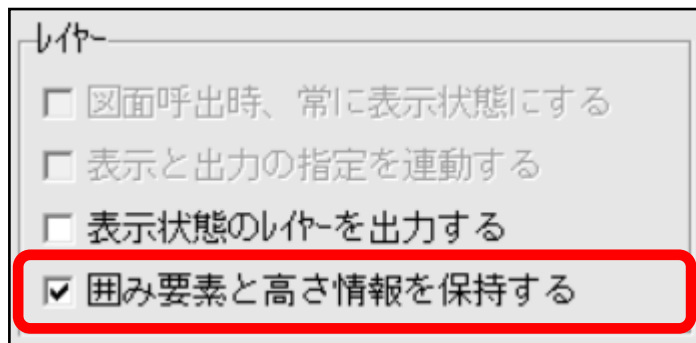 ﾚｲﾔｰ
図面呼出時、常に表示状態にする
表示と出力の指定を連動する
表示状態のﾚｲﾔｰを出力する
囲み要素と高さ情報を保持する